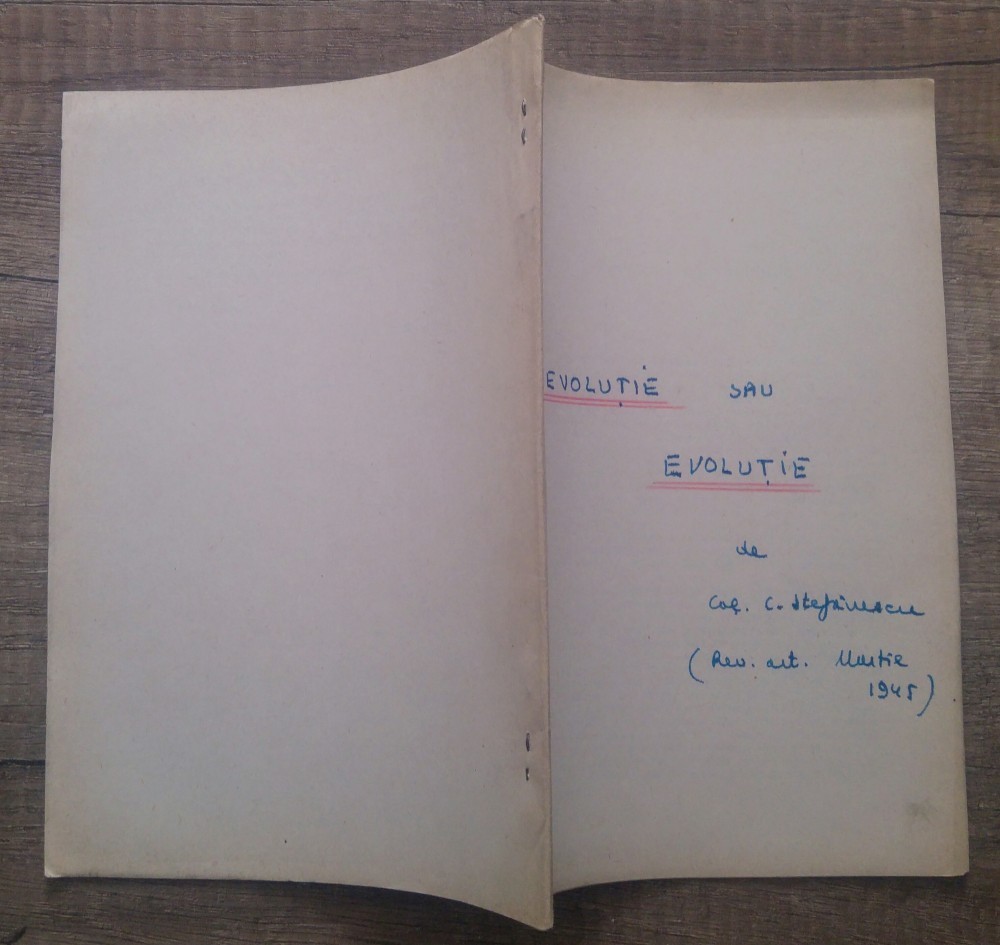 EVOLUȚIE SAU
EVOLUȚIE
de
Col. C. Ștefănescu
(Rev. art. Martie
1945)